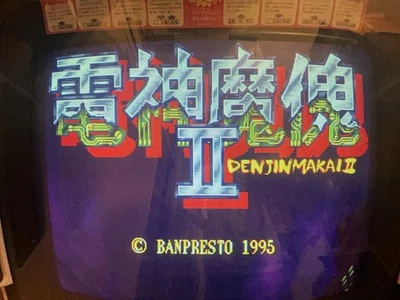 電神魔傀
II
DENJINMAKAI II
© BANPRESTO 1995